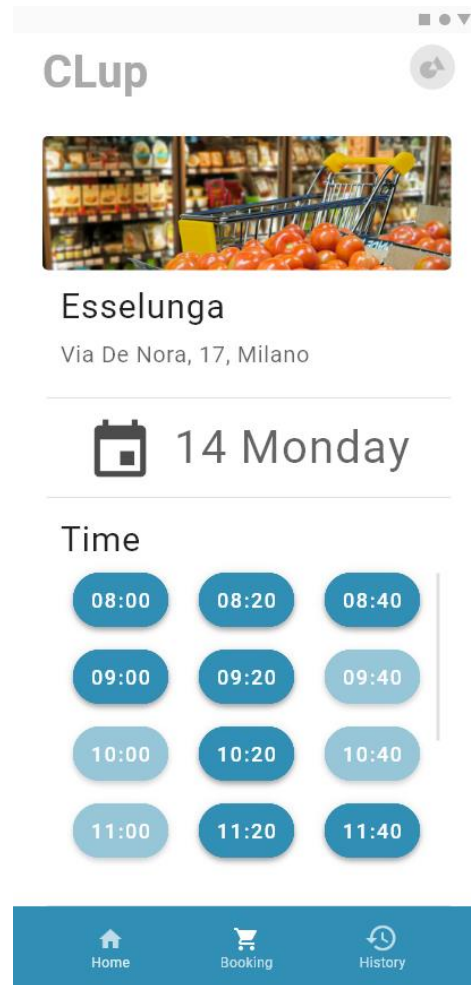 CLup
Esselunga
Via De Nora, 17, Milano
14 Monday
Time
08:00 08:20 08:40
09:00 09:20 09:40
10:00 10:20 10:40
11:00 11:20 11:40
Home Booking History